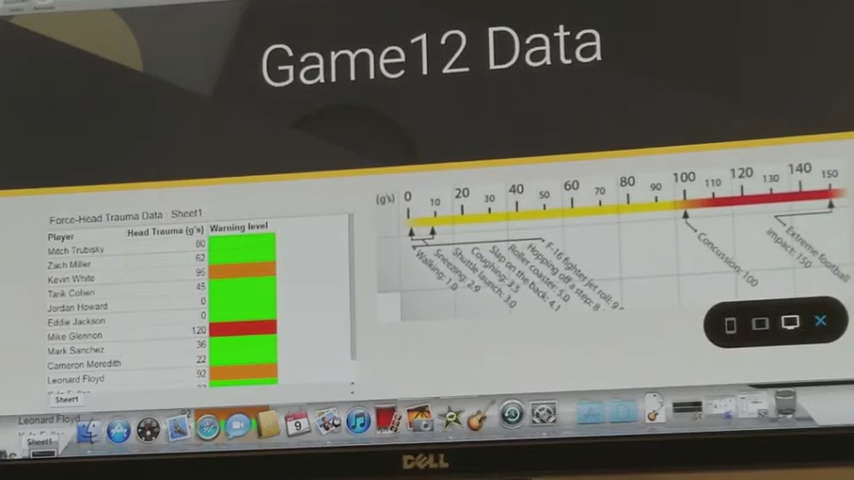 Game12 Data
Force-Head Trauma Data : Sheet1
Player Head Trauma (g's) Warning level
Mitch Trubisky 80
Zach Miller 62
Kevin White 95
Tarik Cohen 45
Jordan Howard 0
Eddie Jackson 0
Mike Glennon 120
Mark Sanchez 36
Cameron Meredith 22
Leonard Floyd 92
Sheet1
(g's) 0 10 20 30 40 50 60 70 80 90 100 110 120 130 140 150
Walking: 1.0
Sneezing: 2.9
Shuttle launch: 3.0
Coughing: 3.5
Slap on the back: 4.1
Roller coaster: 5.0
Hopping off a step: 8
F-16 fighter jet roll: 9
Concussion: 100
Extreme football
impact: 150
9
Leonard Floyd
Sheet1
DELL